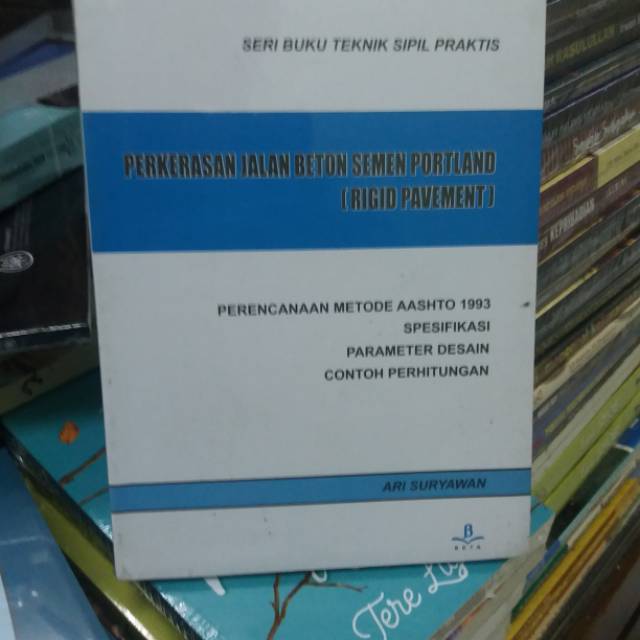 SERI BUKU TEKNIK SIPIL PRAKTIS
PERKERASAN JALAN BETON SEMEN PORTLAND
(RIGID PAVEMENT)
PERENCANAAN METODE AASHTO 1993
SPESIFIKASI
PARAMETER DESAIN
CONTOH PERHITUNGAN
ARI SURYAWAN
BETA
Tere